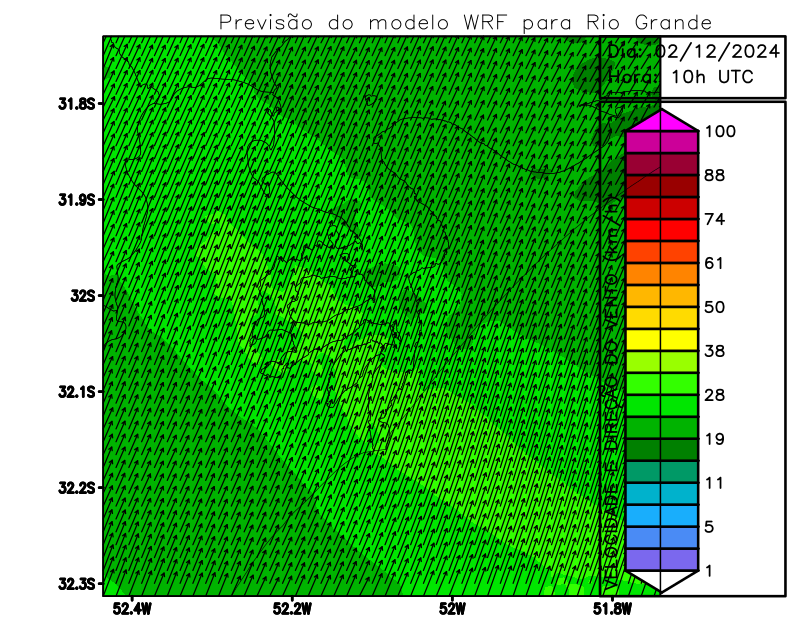 Previsão do modelo WRF para Rio Grande
Dia: 02/12/2024
Hora: 10h UTC
31.8S
31.9S
32S
32.1S
32.2S
32.3S
52.4W
52.2W
52W
51.8W
VELOCIDADE E DIREÇÃO DO VENTO (km/h)
100
88
74
61
50
38
28
19
11
5
1